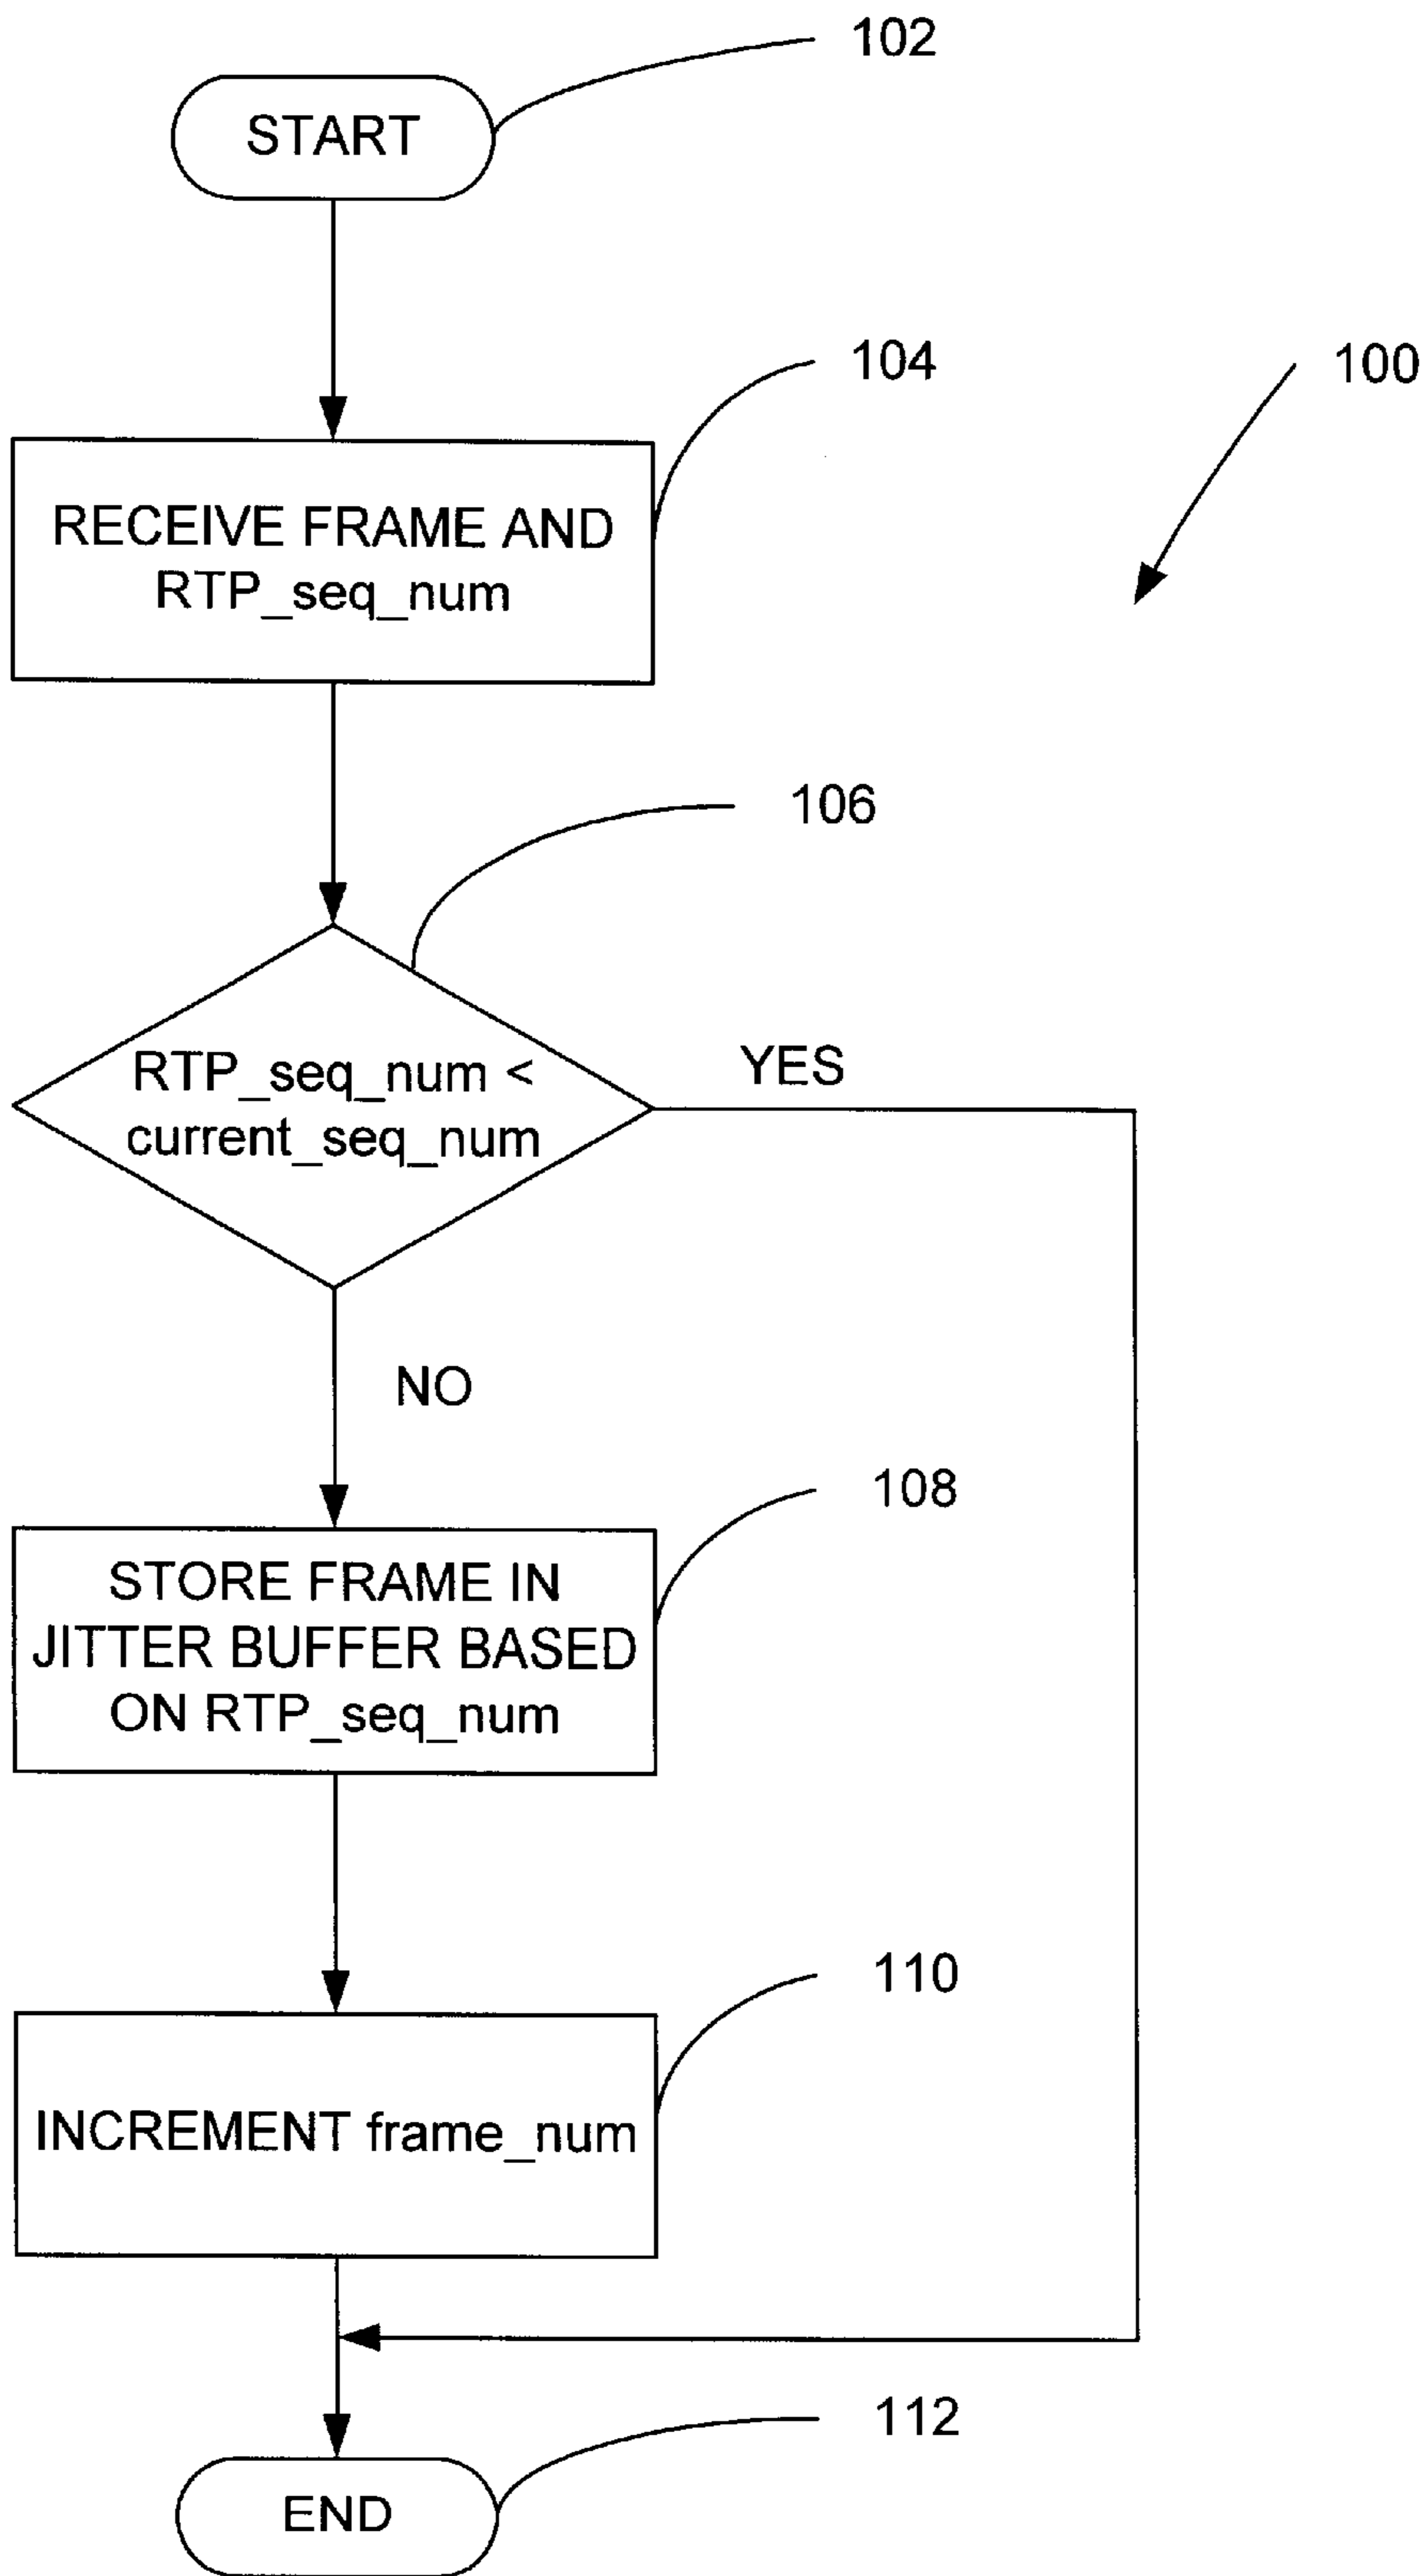 102
START
104
100
RECEIVE FRAME AND
RTP_seq_num
106
RTP_seq_num <
current_seq_num
YES
NO
108
STORE FRAME IN
JITTER BUFFER BASED
ON RTP_seq_num
110
INCREMENT frame_num
112
END